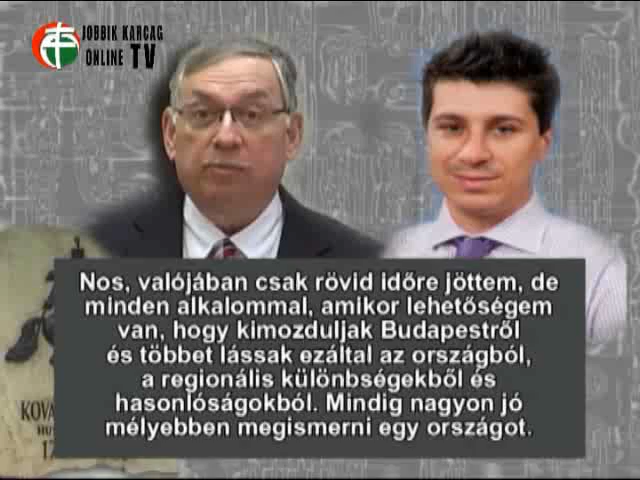 JOBBIK KARCAG
ONLINE TV
Nos, valójában csak rövid időre jöttem, de
minden alkalommal, amikor lehetőségem
van, hogy kimozduljak Budapestről
és többet lássak ezáltal az országból,
a regionális különbségekből és
hasonlóságokból. Mindig nagyon jó
mélyebben megismerni egy országot.
KOVA
HUS
17